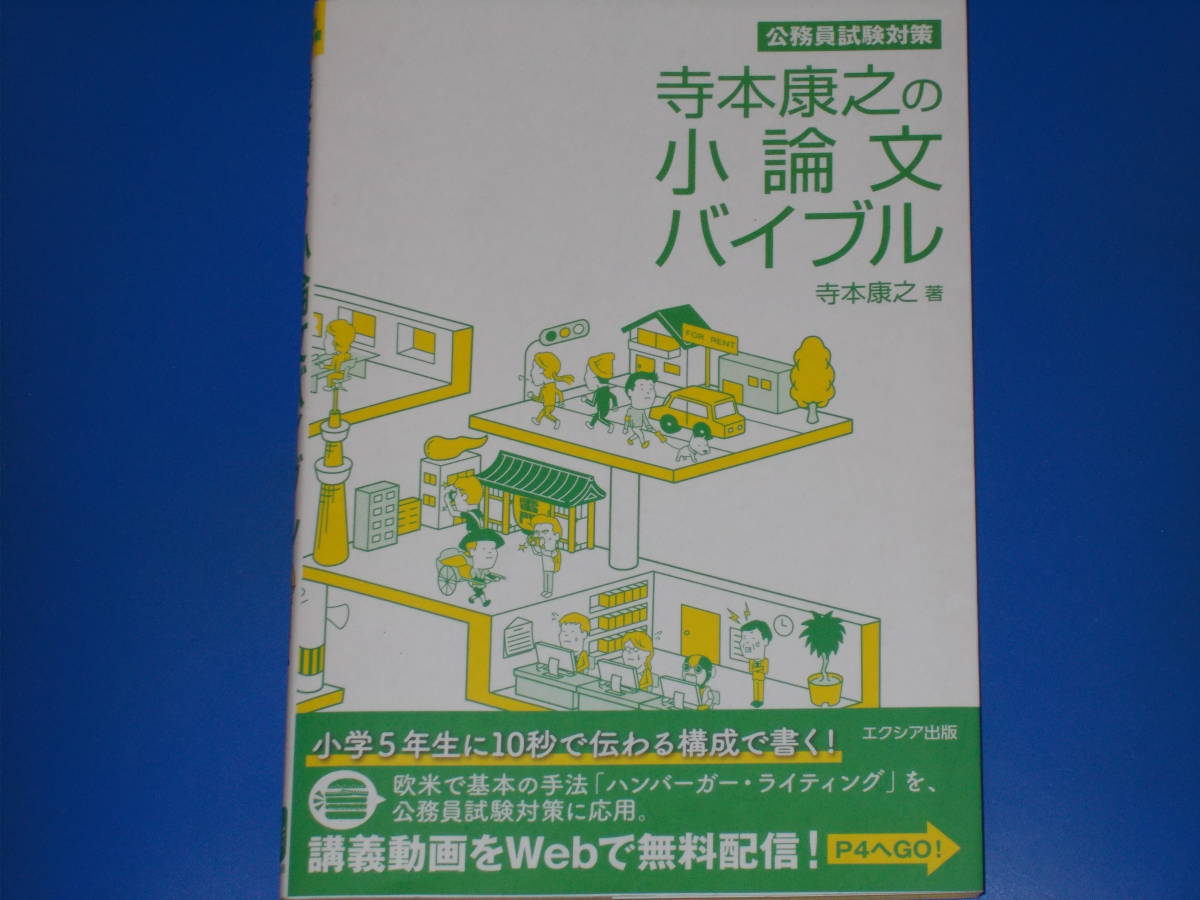 公務員試験対策
寺本康之の
小論文
バイブル
寺本康之 著
FOR RENT
雷門
小学5年生に10秒で伝わる構成で書く!
エクシア出版
欧米で基本の手法「ハンバーガー・ライティング」を、
公務員試験対策に応用。
講義動画をWebで無料配信!
P4へGO!